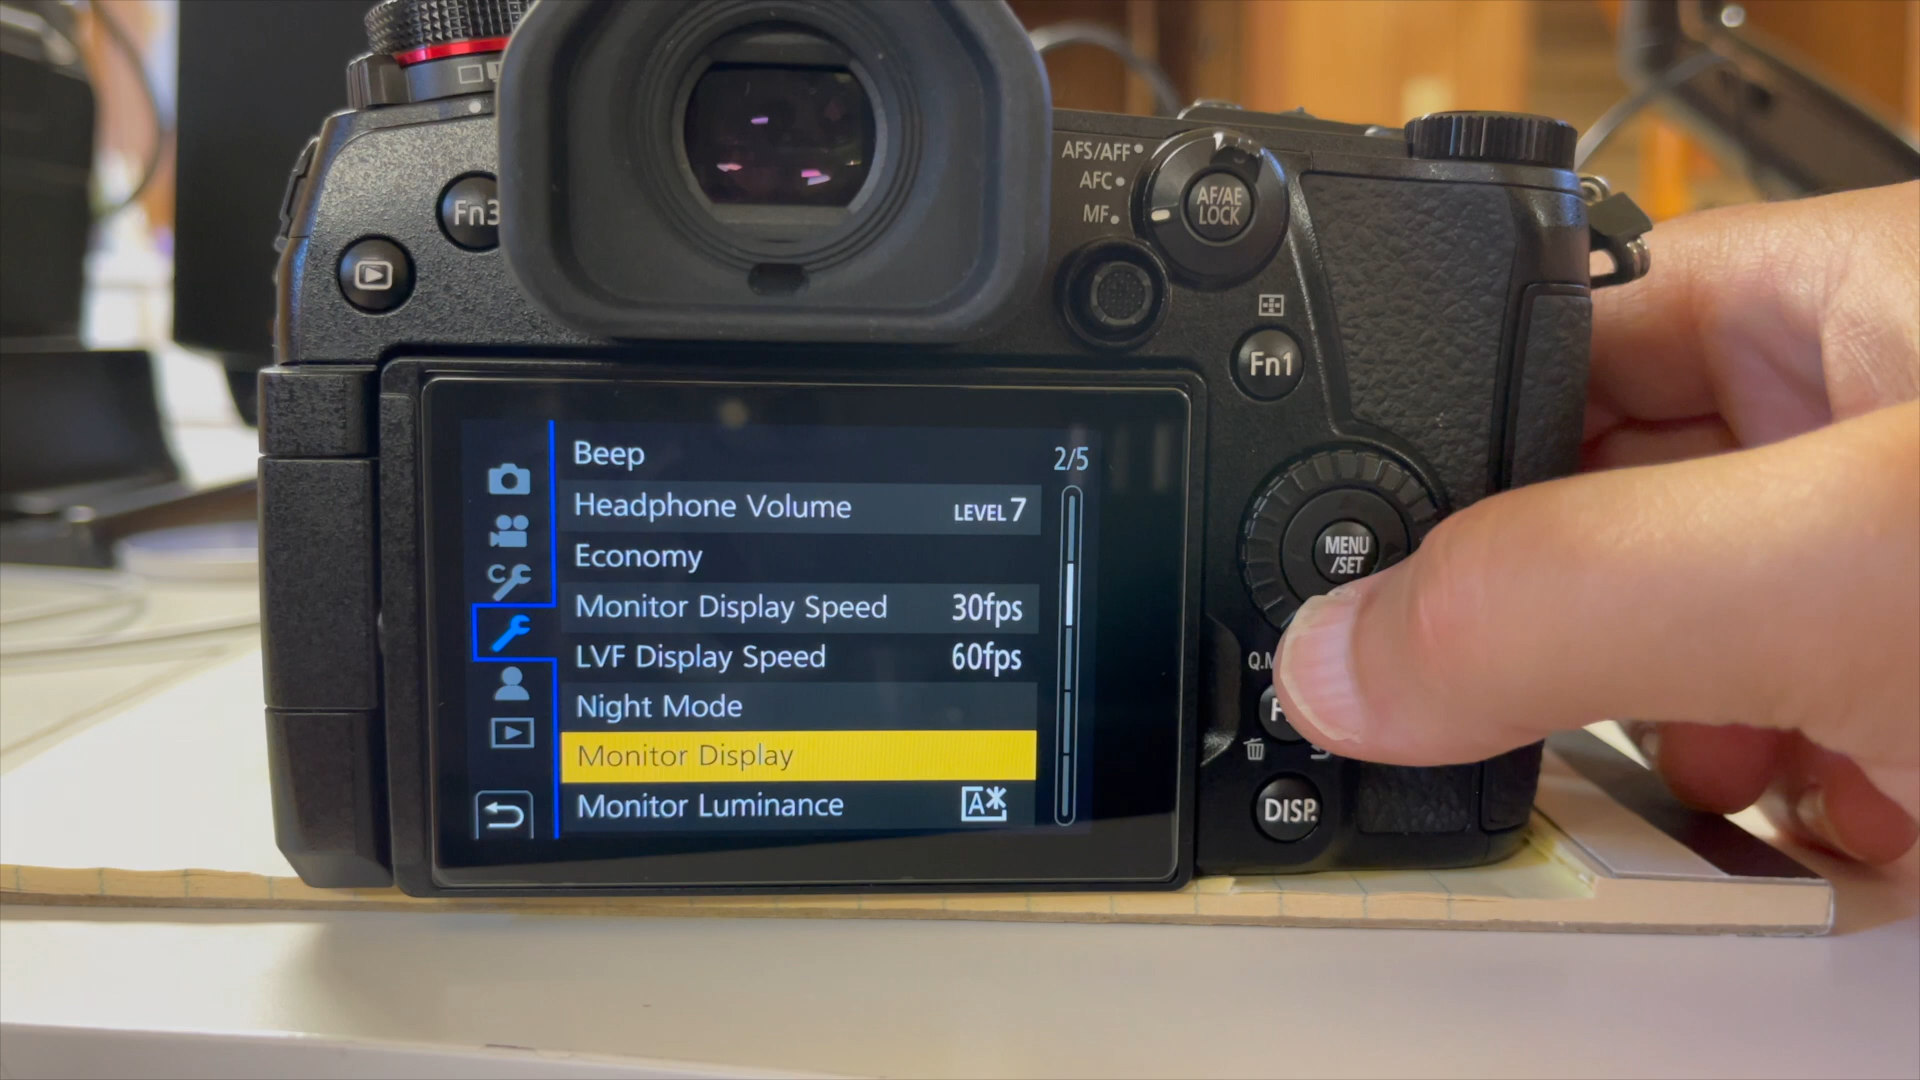 Fn3
AFS/AFF
AFC
MF
AF/AE
LOCK
Fn1
MENU
/SET
DISP.
Beep
2/5
Headphone Volume LEVEL 7
Economy
Monitor Display Speed 30fps
LVF Display Speed 60fps
Night Mode
Monitor Display
Monitor Luminance A*
C